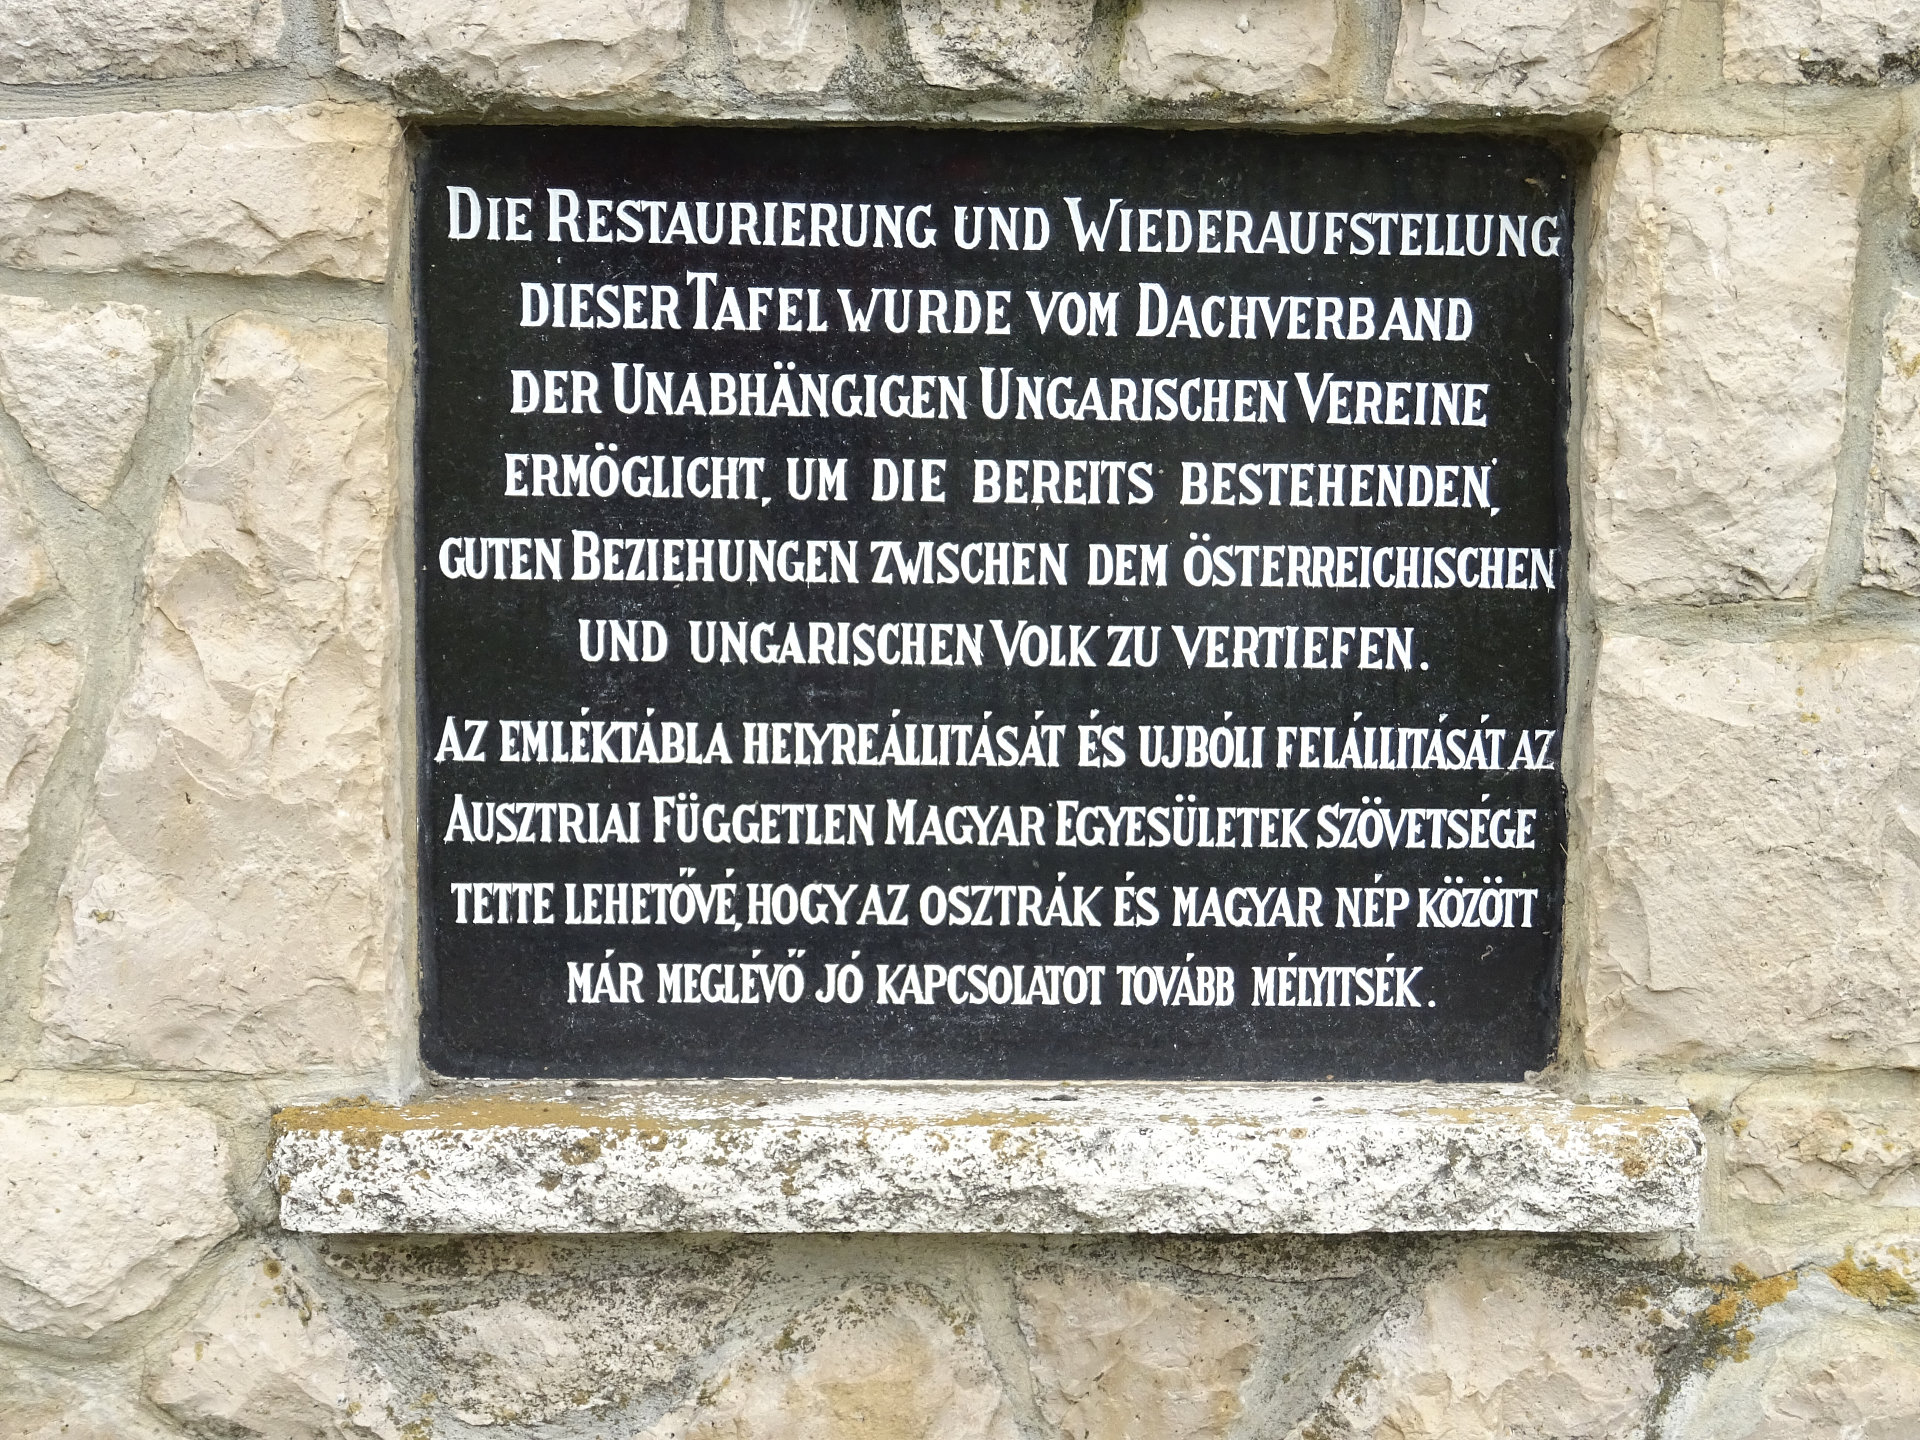 Die Restaurierung und Wiederaufstellung
dieser Tafel wurde vom Dachverband
der Unabhängigen Ungarischen Vereine
ermöglicht, um die bereits bestehenden,
guten Beziehungen zwischen dem österreichischen
und ungarischen Volk zu vertiefen.
Az emléktábla helyreállitását és ujbóli felállitását az
Ausztriai Független Magyar Egyesületek Szövetsége
tette lehetővé, hogy az osztrák és magyar nép között
már meglévő jó kapcsolatot tovább mélyitsék.